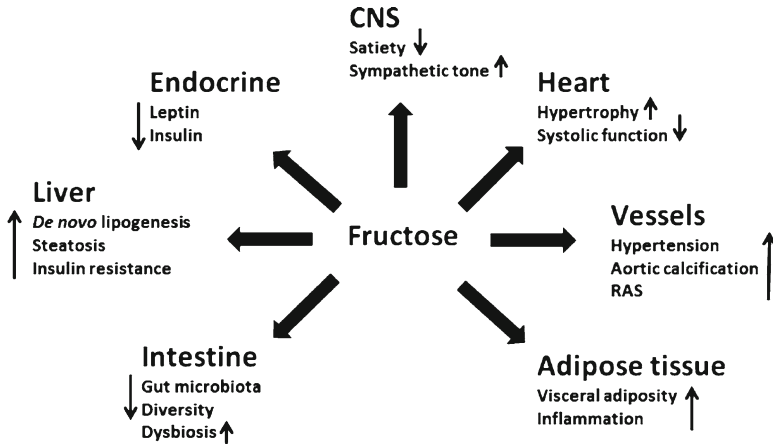 CNS
Satiety
Sympathetic tone
Endocrine
Leptin
Insulin
Heart
Hypertrophy
Systolic function
Liver
De novo lipogenesis
Steatosis
Insulin resistance
Fructose
Vessels
Hypertension
Aortic calcification
RAS
Intestine
Gut microbiota
Diversity
Dysbiosis
Adipose tissue
Visceral adiposity
Inflammation